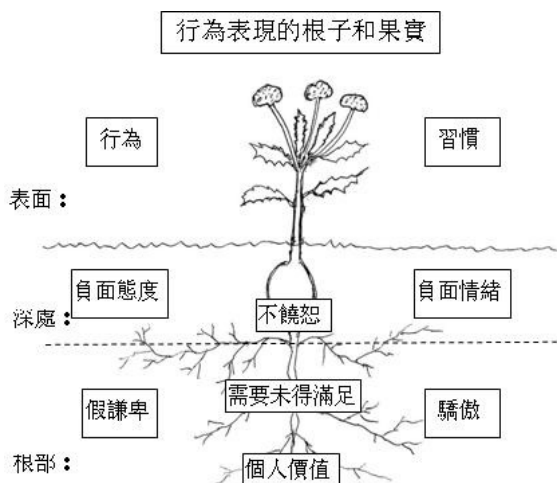 行為表現的根子和果實
行為
習慣
表面：
負面態度
負面情緒
深處：
不饒恕
假謙卑
需要未得滿足
驕傲
根部：
個人價值